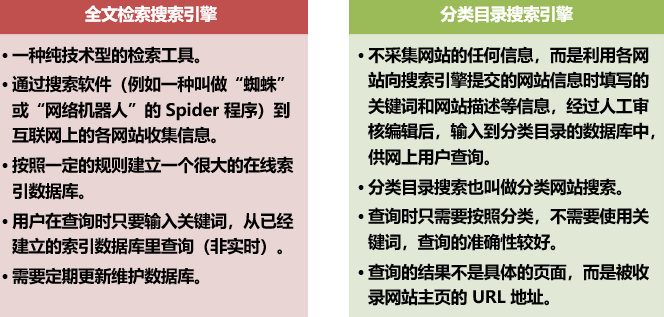 全文检索搜索引擎
• 一种纯技术型的检索工具。
• 通过搜索软件（例如一种叫做“蜘蛛”
或“网络机器人”的 Spider 程序）到
互联网上的各网站收集信息。
• 按照一定的规则建立一个很大的在线索
引数据库。
• 用户在查询时只要输入关键词，从已经
建立的索引数据库里查询（非实时）。
• 需要定期更新维护数据库。
分类目录搜索引擎
• 不采集网站的任何信息，而是利用各网
站向搜索引擎提交的网站信息时填写的
关键词和网站描述等信息，经过人工审
核编辑后，输入到分类目录的数据库中，
供网上用户查询。
• 分类目录搜索也叫做分类网站搜索。
• 查询时只需要按照分类，不需要使用关
键词，查询的准确性较好。
• 查询的结果不是具体的页面，而是被收
录网站主页的 URL 地址。